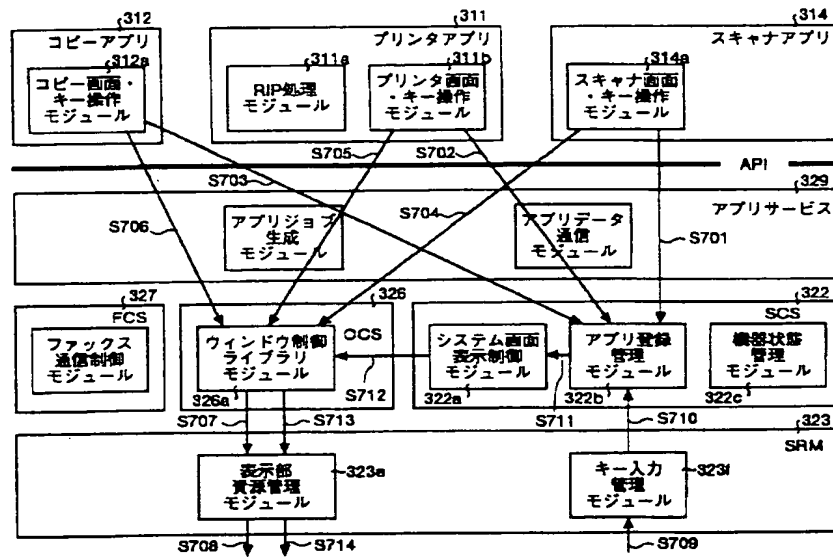 312
311
314
コピーアプリ
プリンタアプリ
スキャナアプリ
312a
311a
311b
314a
コピー画面・
キー操作
モジュール
RIP処理
モジュール
プリンタ画面
・キー操作
モジュール
スキャナ画面
・キー操作
モジュール
S705
S702
S703
API
329
アプリサービス
S706
アプリジョブ
生成
モジュール
S704
アプリデータ
通信
モジュール
S701
327
326
322
FCS
OCS
SCS
ファックス
通信制御
モジュール
ウィンドウ制御
ライブラリ
モジュール
システム画面
表示制御
モジュール
アプリ登録
管理
モジュール
機器状態
管理
モジュール
326a
S712
322a
S711
322b
322c
S707
S713
S710
323
SRM
表示部
資源管理
モジュール
323e
キー入力
管理
モジュール
323f
S708
S714
S709